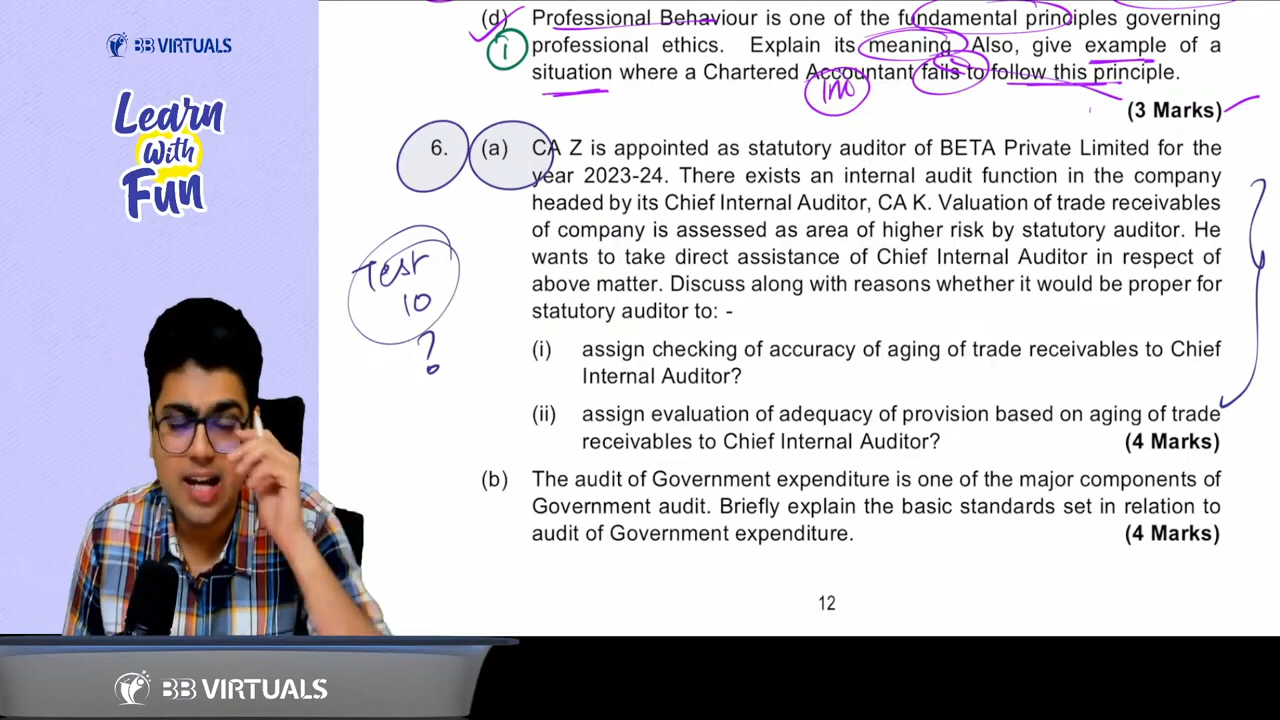 BB VIRTUALS
Learn
With
Fun
(d) Professional Behaviour is one of the fundamental principles governing
professional ethics. Explain its meaning. Also, give example of a
situation where a Chartered Accountant fails to follow this principle.
(3 Marks)
6. (a) CA Z is appointed as statutory auditor of BETA Private Limited for the
year 2023-24. There exists an internal audit function in the company
headed by its Chief Internal Auditor, CA K. Valuation of trade receivables
of company is assessed as area of higher risk by statutory auditor. He
wants to take direct assistance of Chief Internal Auditor in respect of
above matter. Discuss along with reasons whether it would be proper for
statutory auditor to: -
Test
10
?
(i) assign checking of accuracy of aging of trade receivables to Chief
Internal Auditor?
(ii) assign evaluation of adequacy of provision based on aging of trade
receivables to Chief Internal Auditor? (4 Marks)
(b) The audit of Government expenditure is one of the major components of
Government audit. Briefly explain the basic standards set in relation to
audit of Government expenditure. (4 Marks)
12
BB VIRTUALS